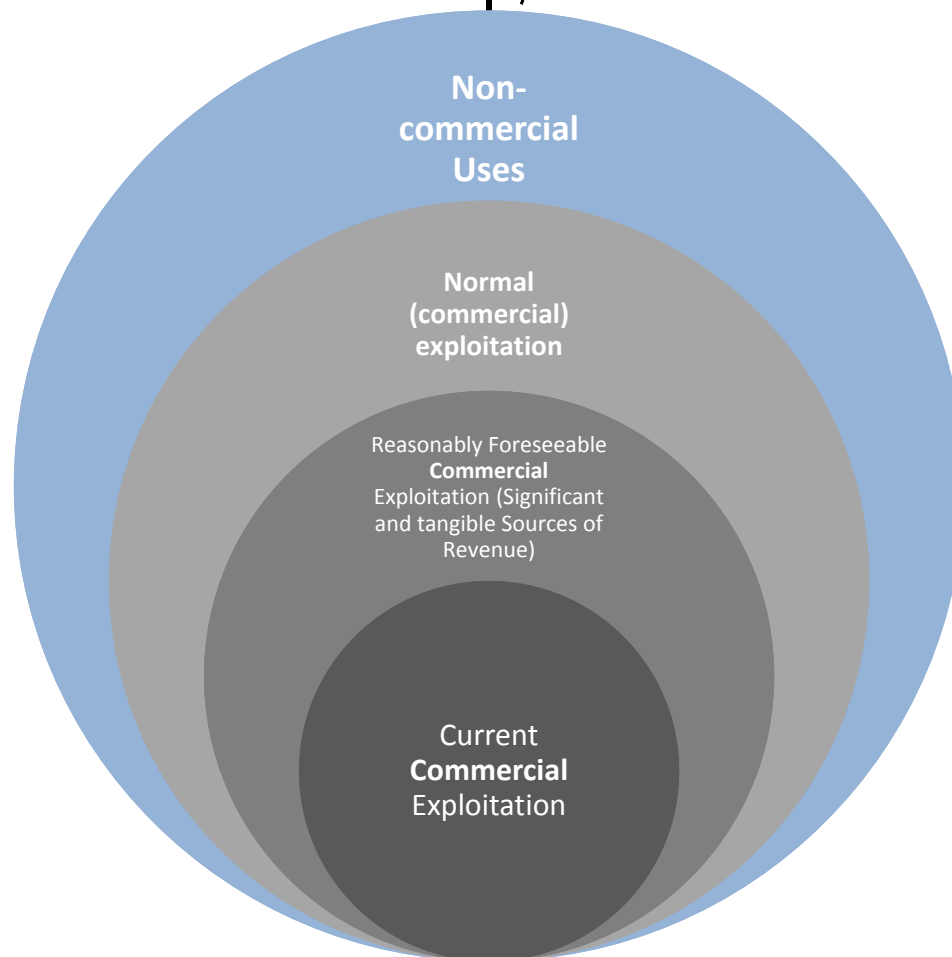 Non-
commercial
Uses
Normal
(commercial)
exploitation
Reasonably Foreseeable
Commercial
Exploitation (Significant
and tangible Sources of
Revenue)
Current
Commercial
Exploitation